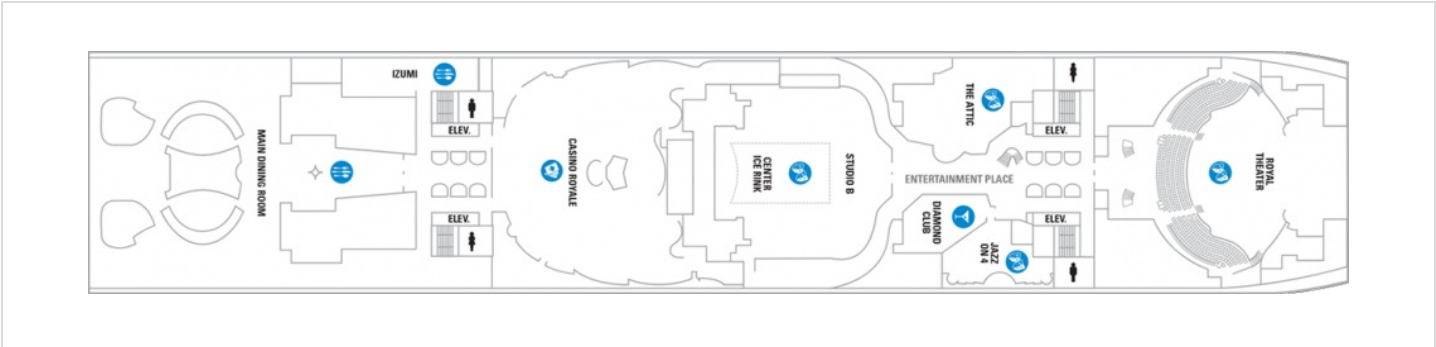 MAIN DINING ROOM
IZUMI
ELEV.
ELEV.
CASINO ROYALE
CENTER
ICE RINK
STUDIO B
THE ATTIC
ENTERTAINMENT PLACE
DIAMOND
CLUB
JAZZ
ON 4
ELEV.
ELEV.
ROYAL
THEATER